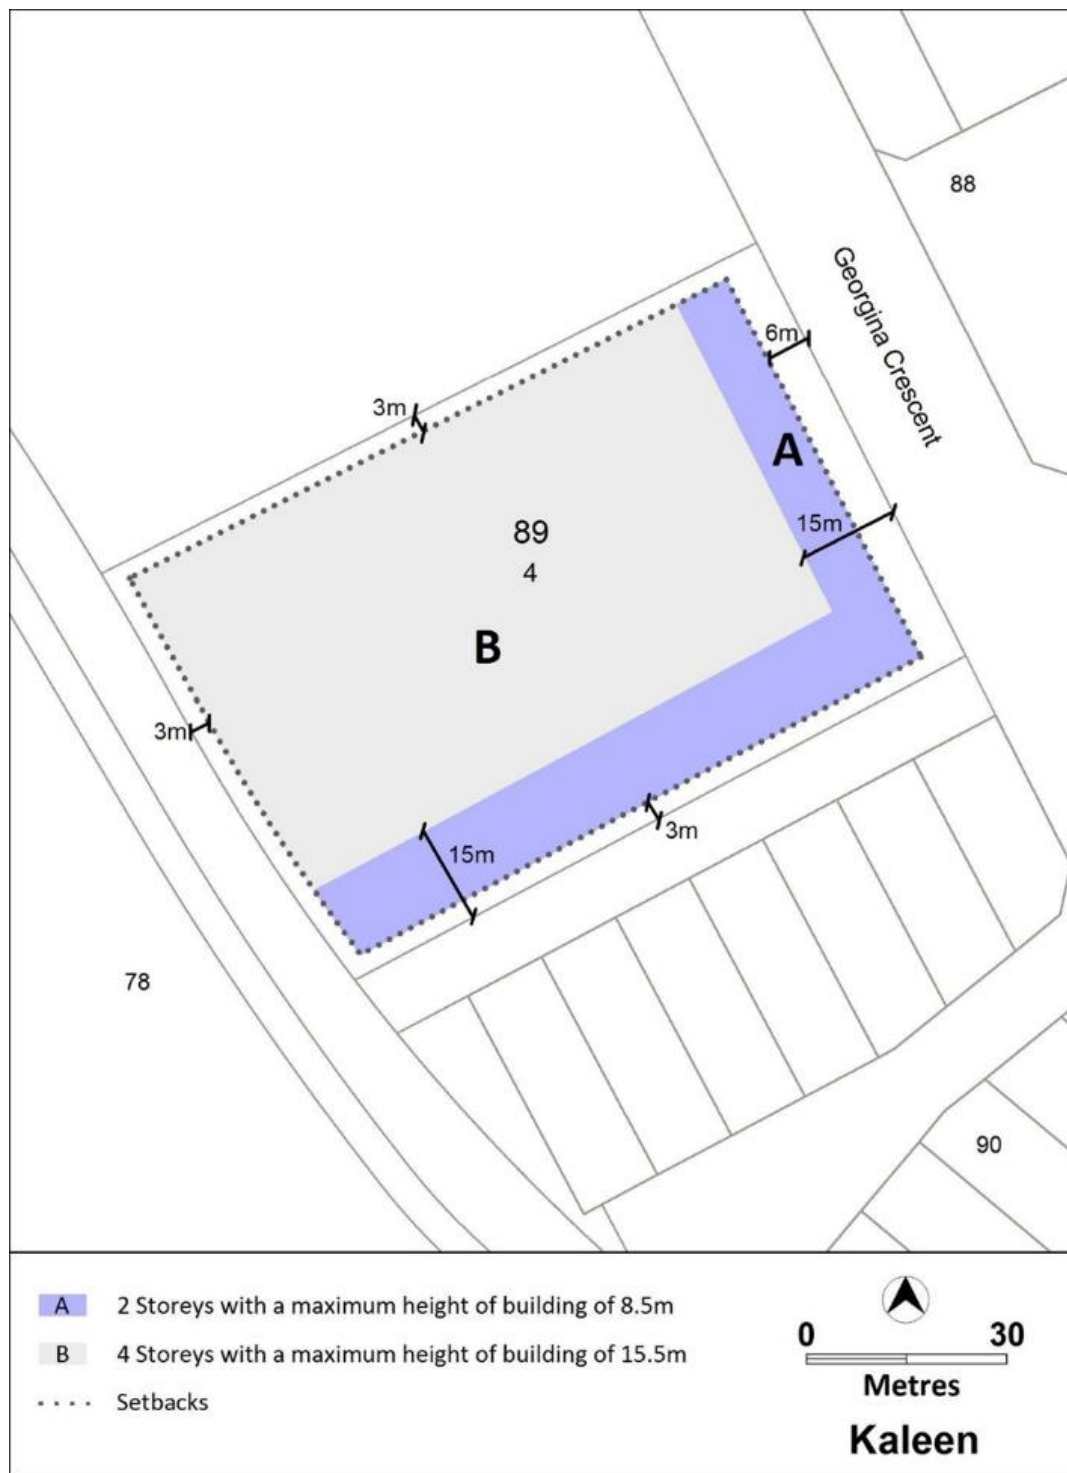 88
Georgina Crescent
6m
3m
A
15m
89
4
B
3m
3m
15m
78
90
A 2 Storeys with a maximum height of building of 8.5m
B 4 Storeys with a maximum height of building of 15.5m
Setbacks
0 30
Metres
Kaleen